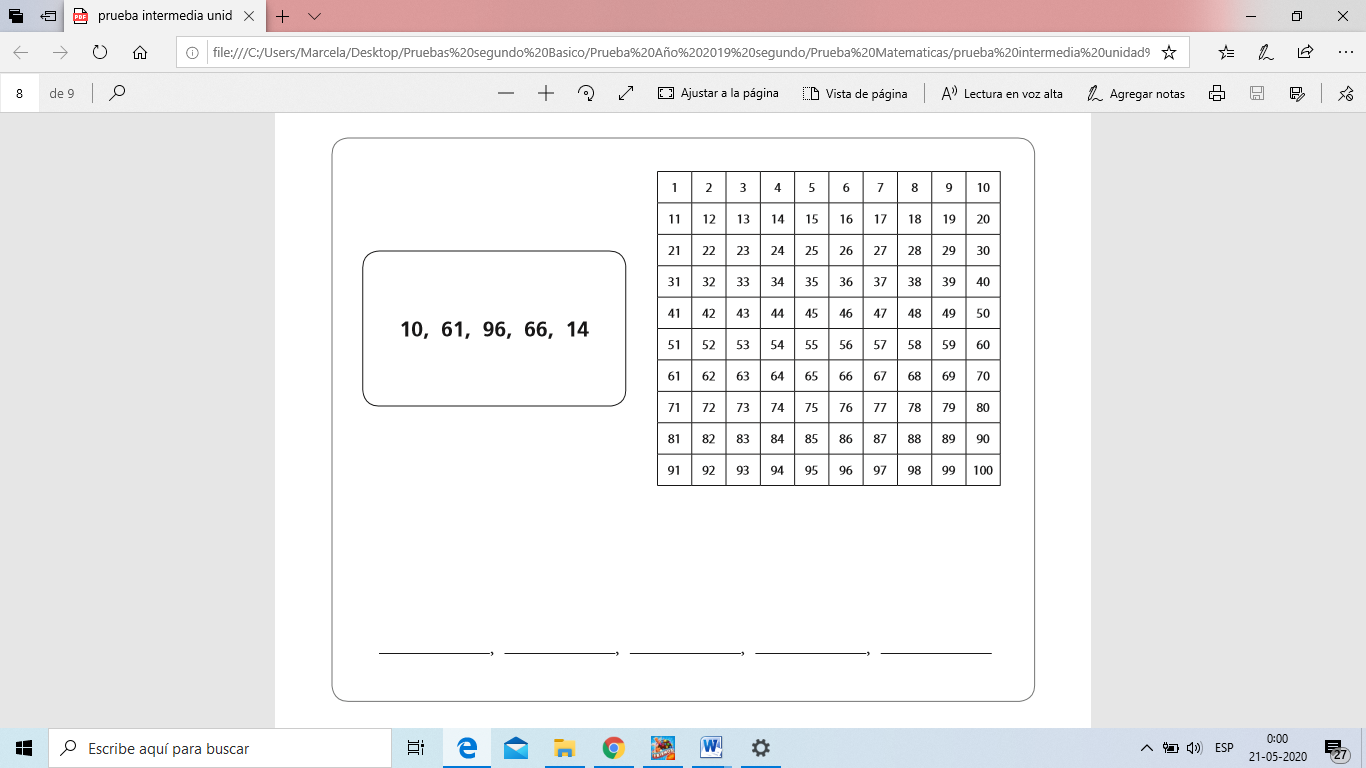 prueba intermedia unid
file:///C:/Users/Marcela/Desktop/Pruebas%20segundo%20Basico/Prueba%20Año%202019%20segundo/Prueba%20Matematicas/prueba%20intermedia%20unidad%
8 de 9
Ajustar a la página
Vista de página
Lectura en voz alta
Agregar notas
10, 61, 96, 66, 14
1 2 3 4 5 6 7 8 9 10
11 12 13 14 15 16 17 18 19 20
21 22 23 24 25 26 27 28 29 30
31 32 33 34 35 36 37 38 39 40
41 42 43 44 45 46 47 48 49 50
51 52 53 54 55 56 57 58 59 60
61 62 63 64 65 66 67 68 69 70
71 72 73 74 75 76 77 78 79 80
81 82 83 84 85 86 87 88 89 90
91 92 93 94 95 96 97 98 99 100
__________, __________, __________, __________, __________
Escribe aquí para buscar
ESP
0:00
21-05-2020
27